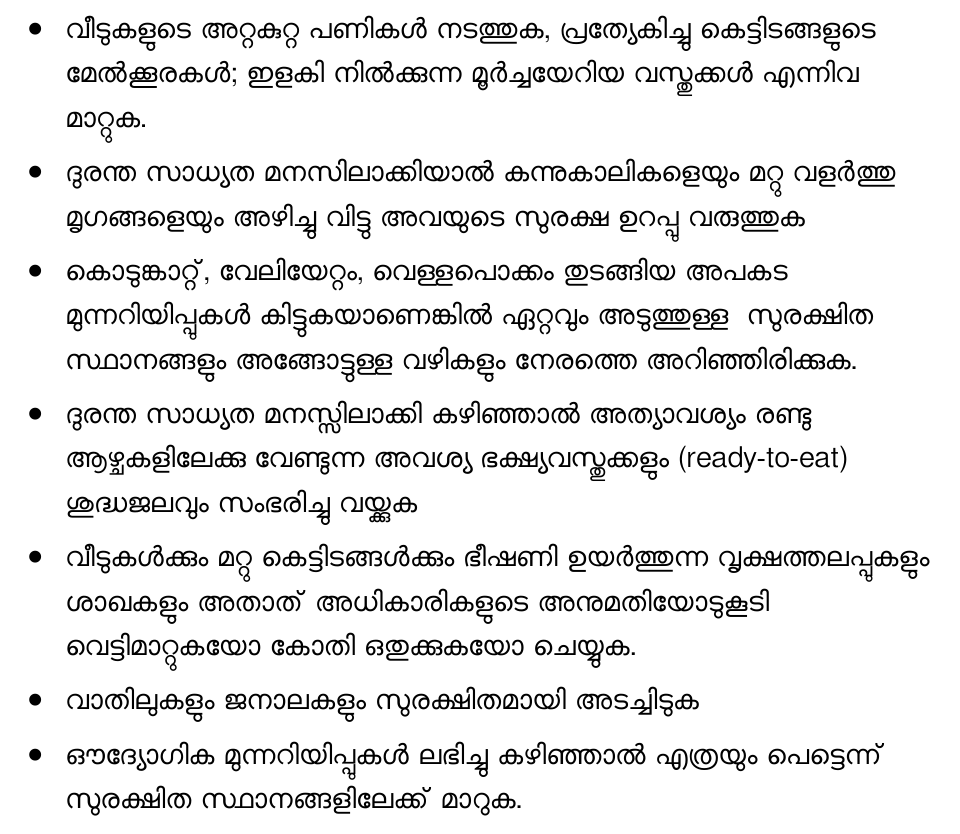 • വീടുകളുടെ അറ്റകുറ്റ പണികൾ നടത്തുക, പ്രത്യേകിച്ചു കെട്ടിടങ്ങളുടെ
മേൽക്കൂരകൾ; ഇളകി നിൽക്കുന്ന മൂർച്ചയേറിയ വസ്തുക്കൾ എന്നിവ
മാറ്റുക.
• ദുരന്ത സാധ്യത മനസിലാക്കിയാൽ കന്നുകാലികളെയും മറ്റു വളർത്തു
മൃഗങ്ങളെയും അഴിച്ചു വിട്ടു അവയുടെ സുരക്ഷ ഉറപ്പു വരുത്തുക
• കൊടുങ്കാറ്റ്, വേലിയേറ്റം, വെള്ളപൊക്കം തുടങ്ങിയ അപകട
മുന്നറിയിപ്പുകൾ കിട്ടുകയാണെങ്കിൽ ഏറ്റവും അടുത്തുള്ള സുരക്ഷിത
സ്ഥാനങ്ങളും അങ്ങോട്ടുള്ള വഴികളും നേരത്തെ അറിഞ്ഞിരിക്കുക.
• ദുരന്ത സാധ്യത മനസ്സിലാക്കി കഴിഞ്ഞാൽ അത്യാവശ്യം രണ്ടു
ആഴ്ചകളിലേക്കു വേണ്ടുന്ന അവശ്യ ഭക്ഷ്യവസ്തുക്കളും (ready-to-eat)
ശുദ്ധജലവും സംഭരിച്ചു വയ്ക്കുക
• വീടുകൾക്കും മറ്റു കെട്ടിടങ്ങൾക്കും ഭീഷണി ഉയർത്തുന്ന വൃക്ഷത്തലപ്പുകളും
ശാഖകളും അതാത് അധികാരികളുടെ അനുമതിയോടുകൂടി
വെട്ടിമാറ്റുകയോ കോതി ഒതുക്കുകയോ ചെയ്യുക.
• വാതിലുകളും ജനാലകളും സുരക്ഷിതമായി അടച്ചിടുക
• ഔദ്യോഗിക മുന്നറിയിപ്പുകൾ ലഭിച്ചു കഴിഞ്ഞാൽ എത്രയും പെട്ടെന്ന്
സുരക്ഷിത സ്ഥാനങ്ങളിലേക്ക് മാറുക.